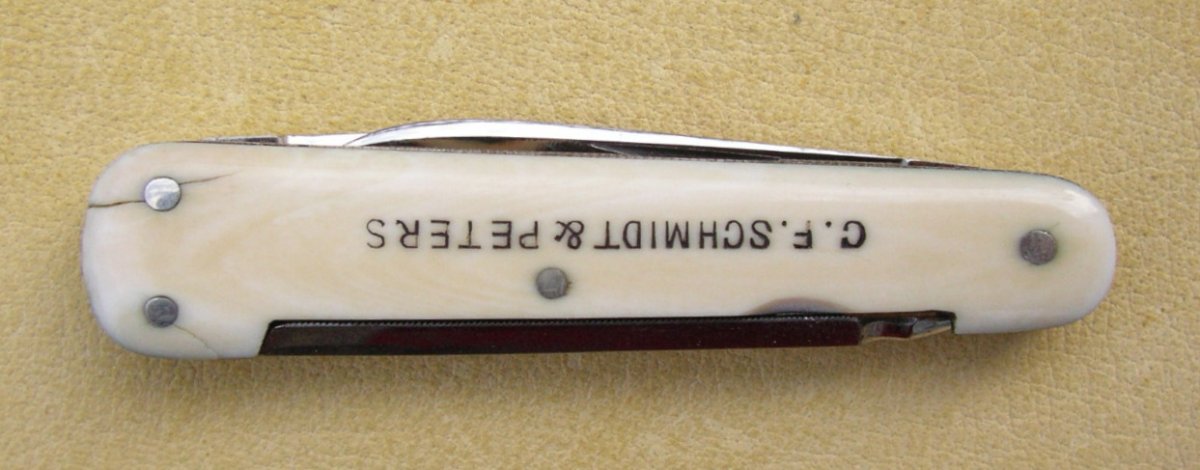 C.F.SCHMIDT & PETERS